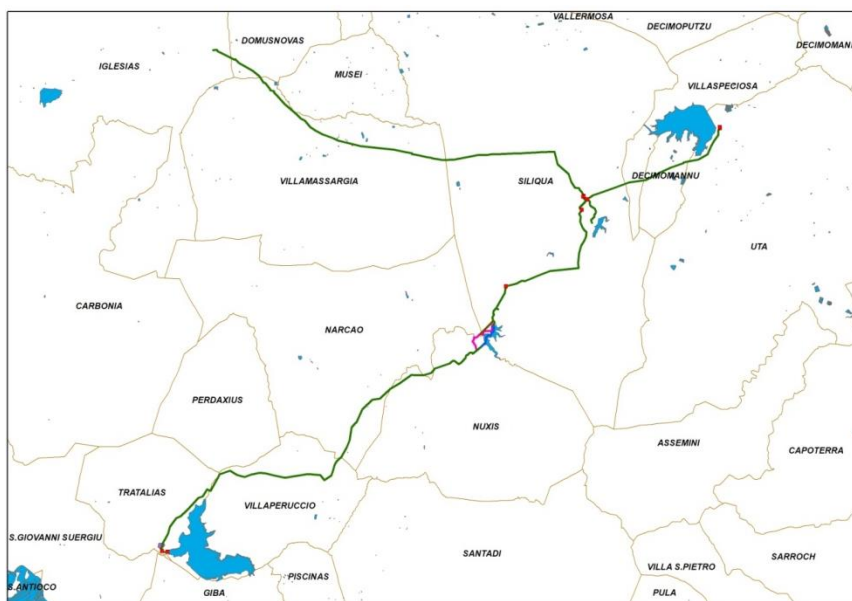 VALLERMOSA
DECIMOPUTZU
DOMUSNOVAS
DECIMOMANN
IGLESIAS
MUSEI
VILLASPECIOSA
VILLAMASSARGIA
SILIQUA
DECIMOMANNU
UTA
CARBONIA
NARCAO
PERDAXIUS
NUXIS
ASSEMINI
CAPOTERRA
TRATALIAS
VILLAPERUCCIO
S.GIOVANNI SUERGIU
SANTADI
SARROCH
VILLA S.PIETRO
PISCINAS
S.ANTIOCO
GIBA
PULA